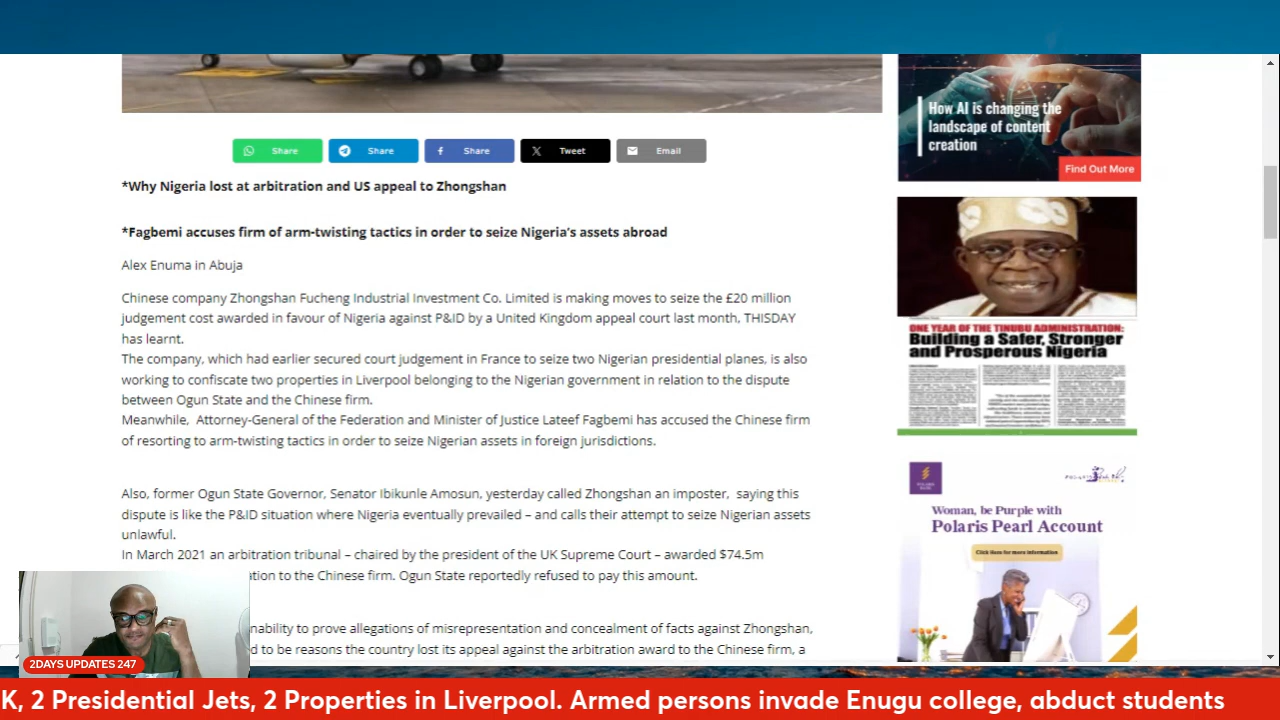 How AI is changing the
landscape of content
creation
Find Out More
Share
Share
Share
Tweet
Email
*Why Nigeria lost at arbitration and US appeal to Zhongshan
*Fagbemi accuses firm of arm-twisting tactics in order to seize Nigeria's assets abroad
Alex Enuma in Abuja
Chinese company Zhongshan Fucheng Industrial Investment Co. Limited is making moves to seize the £20 million
judgement cost awarded in favour of Nigeria against P&ID by a United Kingdom appeal court last month, THISDAY
has learnt.
The company, which had earlier secured court judgement in France to seize two Nigerian presidential planes, is also
working to confiscate two properties in Liverpool belonging to the Nigerian government in relation to the dispute
between Ogun State and the Chinese firm.
Meanwhile, Attorney-General of the Federation and Minister of Justice Lateef Fagbemi has accused the Chinese firm
of resorting to arm-twisting tactics in order to seize Nigerian assets in foreign jurisdictions.
Also, former Ogun State Governor, Senator Ibikunle Amosun, yesterday called Zhongshan an imposter, saying this
dispute is like the P&ID situation where Nigeria eventually prevailed – and calls their attempt to seize Nigerian assets
unlawful.
In March 2021 an arbitration tribunal – chaired by the president of the UK Supreme Court – awarded $74.5m
ation to the Chinese firm. Ogun State reportedly refused to pay this amount.
nability to prove allegations of misrepresentation and concealment of facts against Zhongshan,
d to be reasons the country lost its appeal against the arbitration award to the Chinese firm, a
ONE YEAR OF THE TINUBU ADMINISTRATION:
Building a Safer, Stronger
and Prosperous Nigeria
Woman, be Purple with
Polaris Pearl Account
Click Here for more information
2DAYS UPDATES 247
K, 2 Presidential Jets, 2 Properties in Liverpool. Armed persons invade Enugu college, abduct students